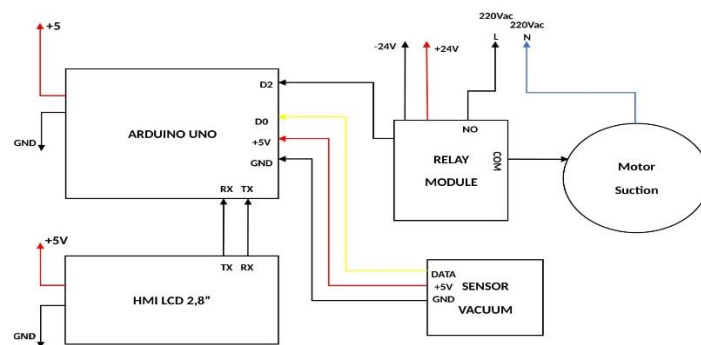 220Vac 220Vac
L N
+5
-24V +24V
D2
ARDUINO UNO
D0
+5V
GND
GND
RX TX
NO
RELAY
MODULE
COM
Motor
Suction
+5V
TX RX
HMI LCD 2,8”
GND
DATA
+5V
GND
SENSOR
VACUUM